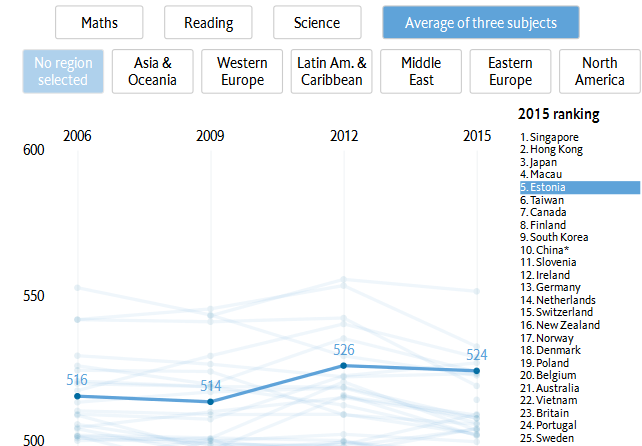 Maths
Reading
Science
Average of three subjects
No region
selected
Asia &
Oceania
Western
Europe
Latin Am. &
Caribbean
Middle
East
Eastern
Europe
North
America
2015 ranking
2006
2009
2012
2015
600
550
500
516
514
526
524
1. Singapore
2. Hong Kong
3. Japan
4. Macau
5. Estonia
6. Taiwan
7. Canada
8. Finland
9. South Korea
10. China*
11. Slovenia
12. Ireland
13. Germany
14. Netherlands
15. Switzerland
16. New Zealand
17. Norway
18. Denmark
19. Poland
20. Belgium
21. Australia
22. Vietnam
23. Britain
24. Portugal
25. Sweden